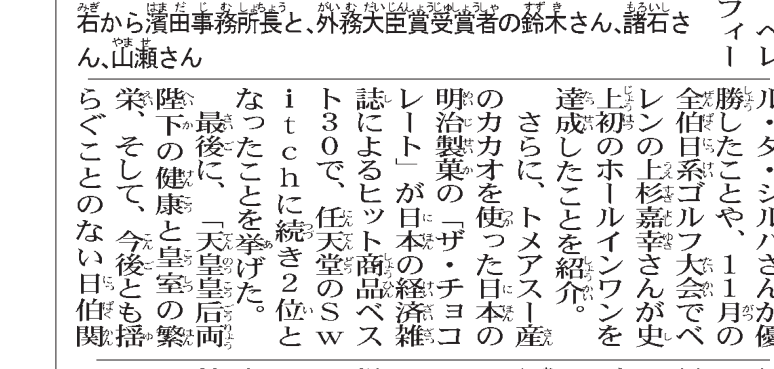 右から濱田事務所長と、外務大臣賞受賞者の鈴木さん、諸石さ
ん、山瀬さん
フィー
ル・ダ・シルバさんが優
勝したことや、11月の
全伯日系ゴルフ大会でベ
レンの上杉嘉幸さんが史
上初のホールインワンを
達成したことを紹介。
さらに、トメアスー産
のカカオを使った日本の
明治製菓の「ザ・チョコ
レート」が日本の経済雑
誌によるヒット商品ベス
ト30で、任天堂のSw
itchに続き2位と
なったことを挙げた。
最後に、「天皇皇后両
陛下の健康と皇室の繁
栄、そして、今後とも揺
らぐことのない日伯関